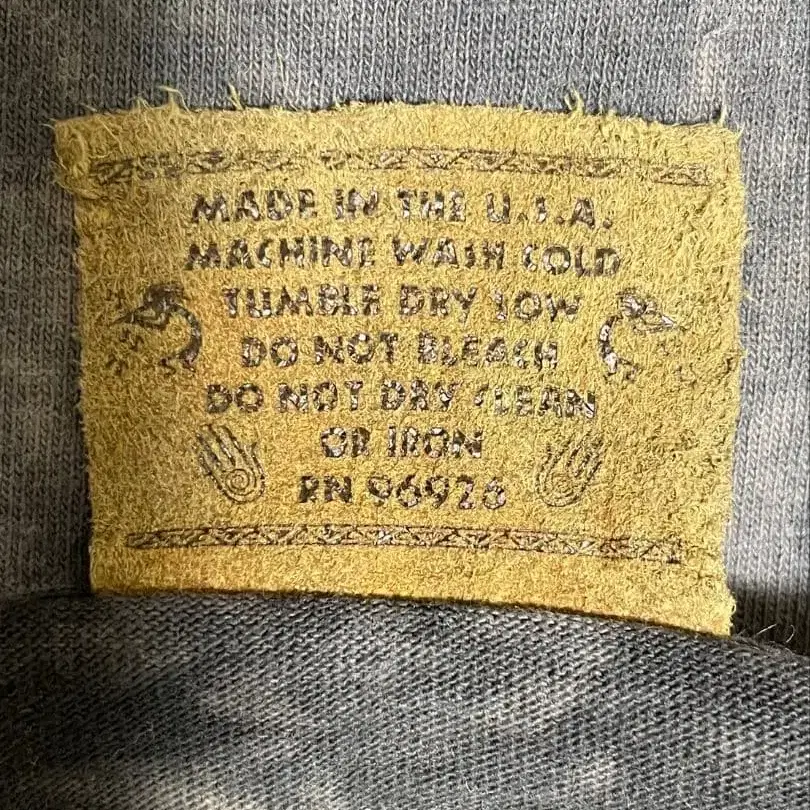 MADE IN THE U.S.A.
MACHINE WASH COLD
TUMBLE DRY LOW
DO NOT BLEACH
DO NOT DRY CLEAN
OR IRON
RN 96926